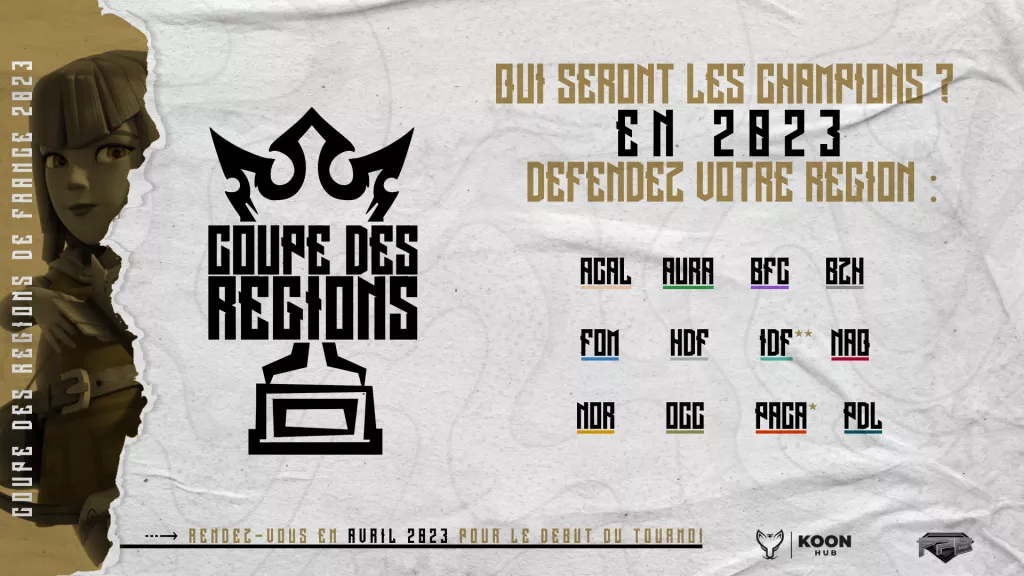 COUPE DES REGIONS DE FRANCE 2023
COUPE DES
REGIONS
QUI SERONT LES CHAMPIONS ?
EN 2023
DEFENDEZ VOTRE REGION :
ACAL AURA BFC BZH
FOM HDF IDF** NAQ
NOR OCC PACA* PDL
RENDEZ-VOUS EN AVRIL 2023 POUR LE DEBUT DU TOURNOI
KOON
HUB